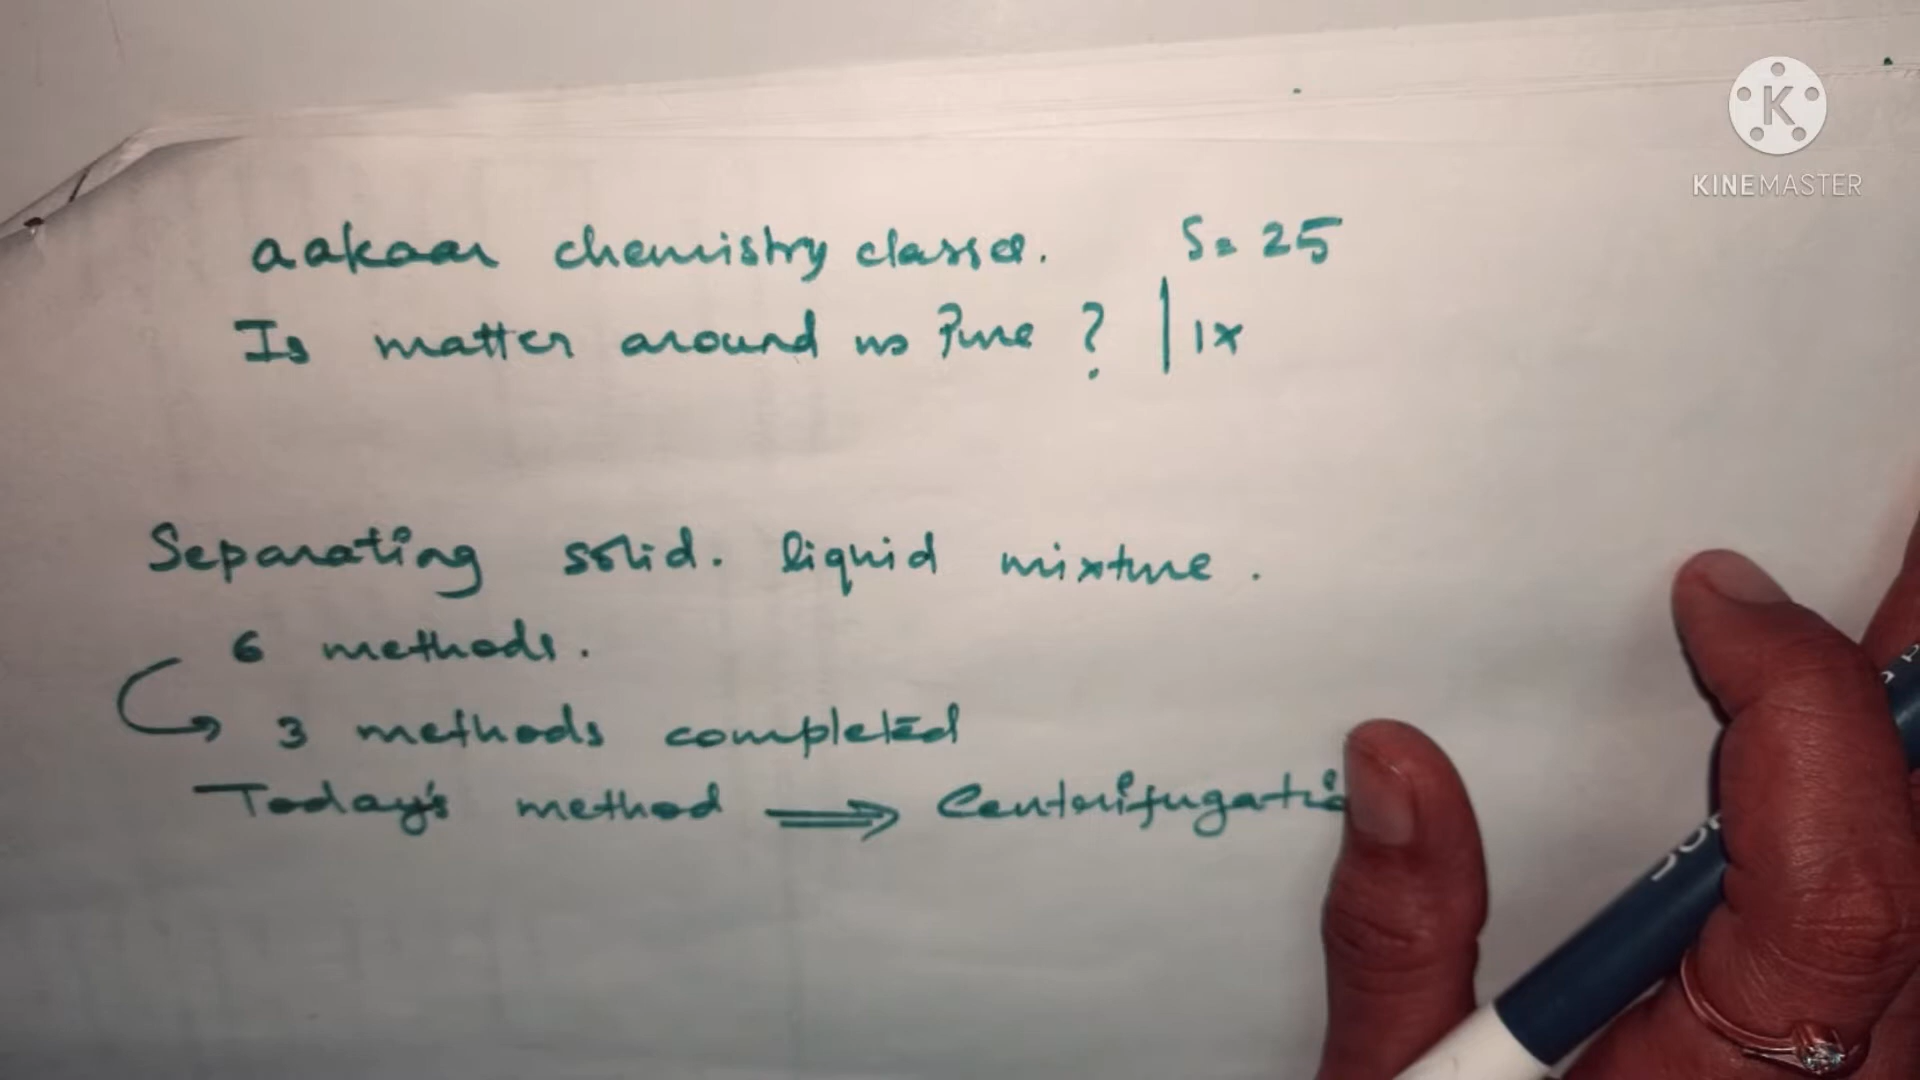 aakaar chemistry classes. S= 25
Is matter around us Pure ? | IX
Separating solid. liquid mixture.
6 methods.
3 methods completed
Today's method ⟹ Centrifugatio
K
KINEMASTER